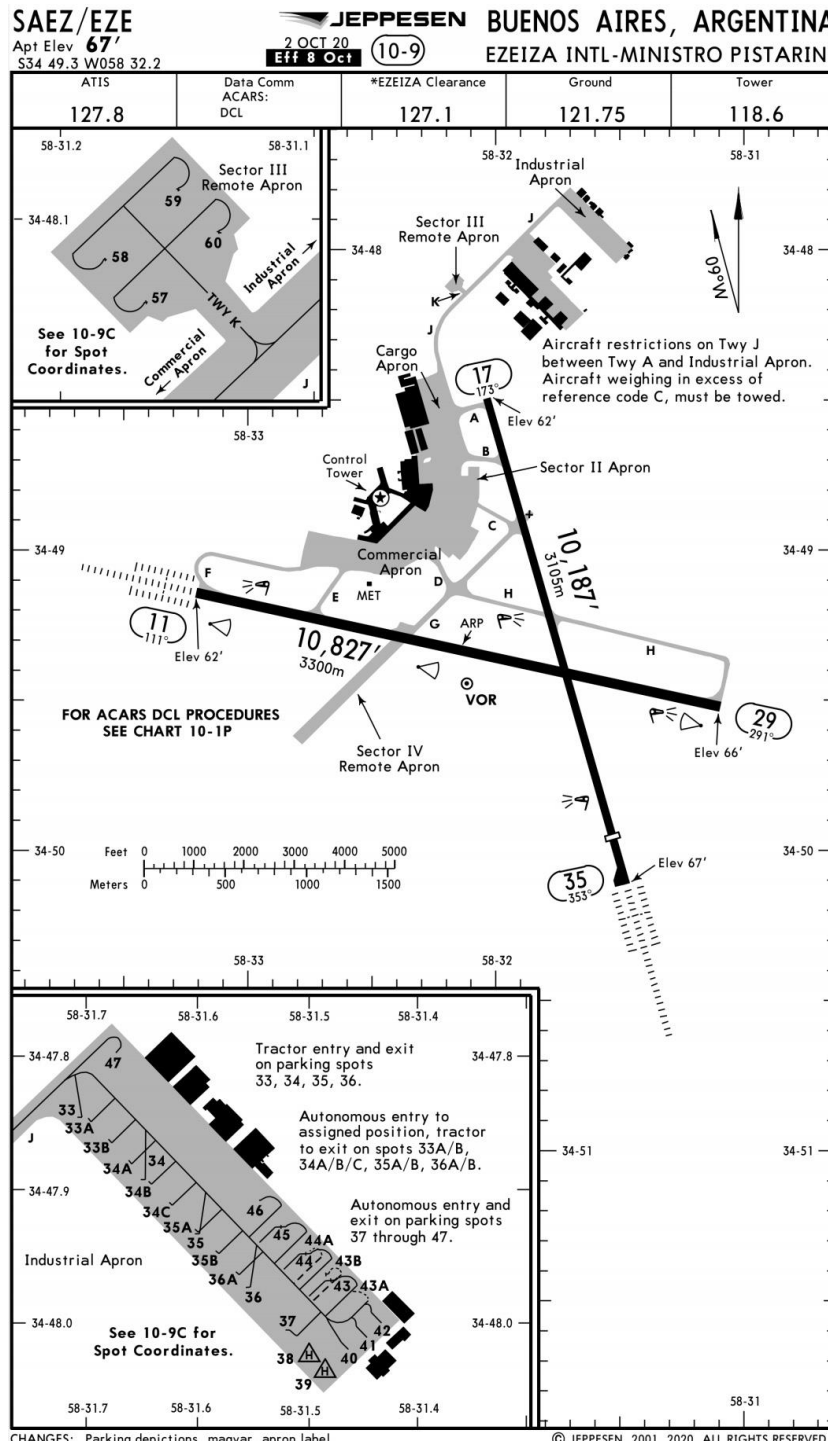 SAEZ/EZE
Apt Elev 67'
S34 49.3 W058 32.2
JEPPESEN
2 OCT 20
Eff 8 Oct
10-9
BUENOS AIRES, ARGENTINA
EZEIZA INTL-MINISTRO PISTARIN
ATIS
127.8
Data Comm
ACARS:
DCL
*EZEIZA Clearance
127.1
Ground
121.75
Tower
118.6
58-31.2
58-31.1
34-48.1
Sector III
Remote Apron
59
60
58
57
TWY K
Industrial
Apron
Commercial
Apron
J
See 10-9C
for Spot
Coordinates.
58-32
58-31
34-48
34-48
Industrial
Apron
Sector III
Remote Apron
J
K
J
06°W
Aircraft restrictions on Twy J
between Twy A and Industrial Apron.
Aircraft weighing in excess of
reference code C, must be towed.
Cargo
Apron
17
173°
Elev 62'
A
B
58-33
Control
Tower
Sector II Apron
C
34-49
34-49
Commercial
Apron
10,187'
3105m
F
E
MET
D
H
G
ARP
H
11
111°
Elev 62'
10,827'
3300m
VOR
29
291°
Elev 66'
FOR ACARS DCL PROCEDURES
SEE CHART 10-1P
Sector IV
Remote Apron
34-50
34-50
Feet 0 1000 2000 3000 4000 5000
Meters 0 500 1000 1500
35
353°
Elev 67'
58-33
58-32
58-31.7
58-31.6
58-31.5
58-31.4
34-47.8
34-47.8
47
Tractor entry and exit
on parking spots
33, 34, 35, 36.
33
33A
33B
34A
34
34B
34C
35A
35
35B
36A
36
J
Autonomous entry to
assigned position, tractor
to exit on spots 33A/B,
34A/B/C, 35A/B, 36A/B.
34-51
34-51
34-47.9
34-47.9
Autonomous entry and
exit on parking spots
37 through 47.
46
45
44A
44
43B
43
43A
42
41
40
37
38
H
39
H
Industrial Apron
34-48.0
34-48.0
See 10-9C for
Spot Coordinates.
58-31.7
58-31.6
58-31.5
58-31.4
58-31
CHANGES: Parking depictions, magvar, apron label.
© JEPPESEN, 2001, 2020. ALL RIGHTS RESERVED.